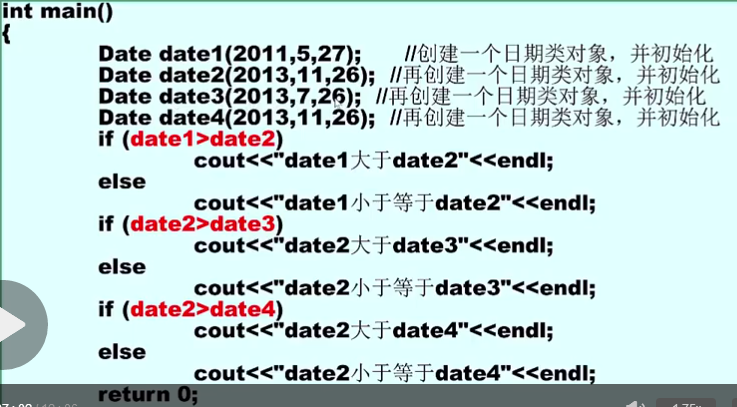 int main()
{
Date date1(2011,5,27); //创建一个日期类对象，并初始化
Date date2(2013,11,26); //再创建一个日期类对象，并初始化
Date date3(2013,7,26); //再创建一个日期类对象，并初始化
Date date4(2013,11,26); //再创建一个日期类对象，并初始化
if (date1>date2)
cout<<"date1大于date2"<<endl;
else
cout<<"date1小于等于date2"<<endl;
if (date2>date3)
cout<<"date2大于date3"<<endl;
else
cout<<"date2小于等于date3"<<endl;
if (date2>date4)
cout<<"date2大于date4"<<endl;
else
cout<<"date2小于等于date4"<<endl;
return 0;